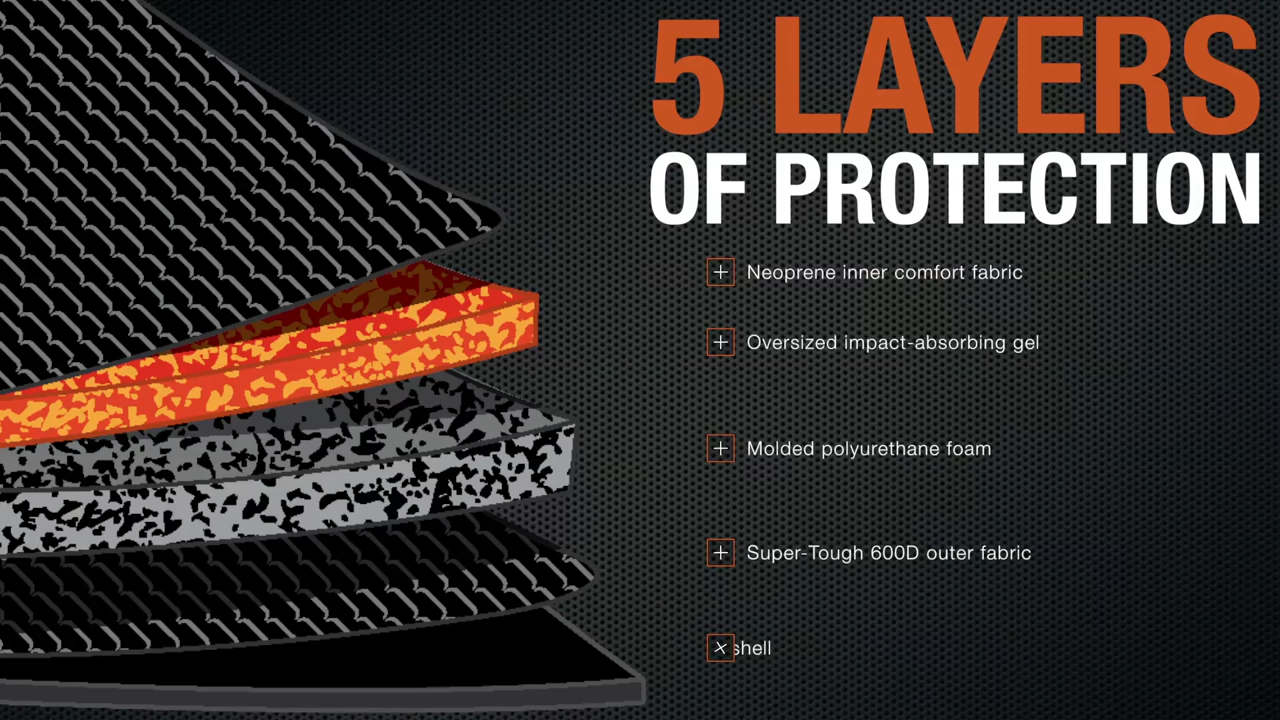 5 LAYERS
OF PROTECTION
Neoprene inner comfort fabric
Oversized impact-absorbing gel
Molded polyurethane foam
Super-Tough 600D outer fabric
shell